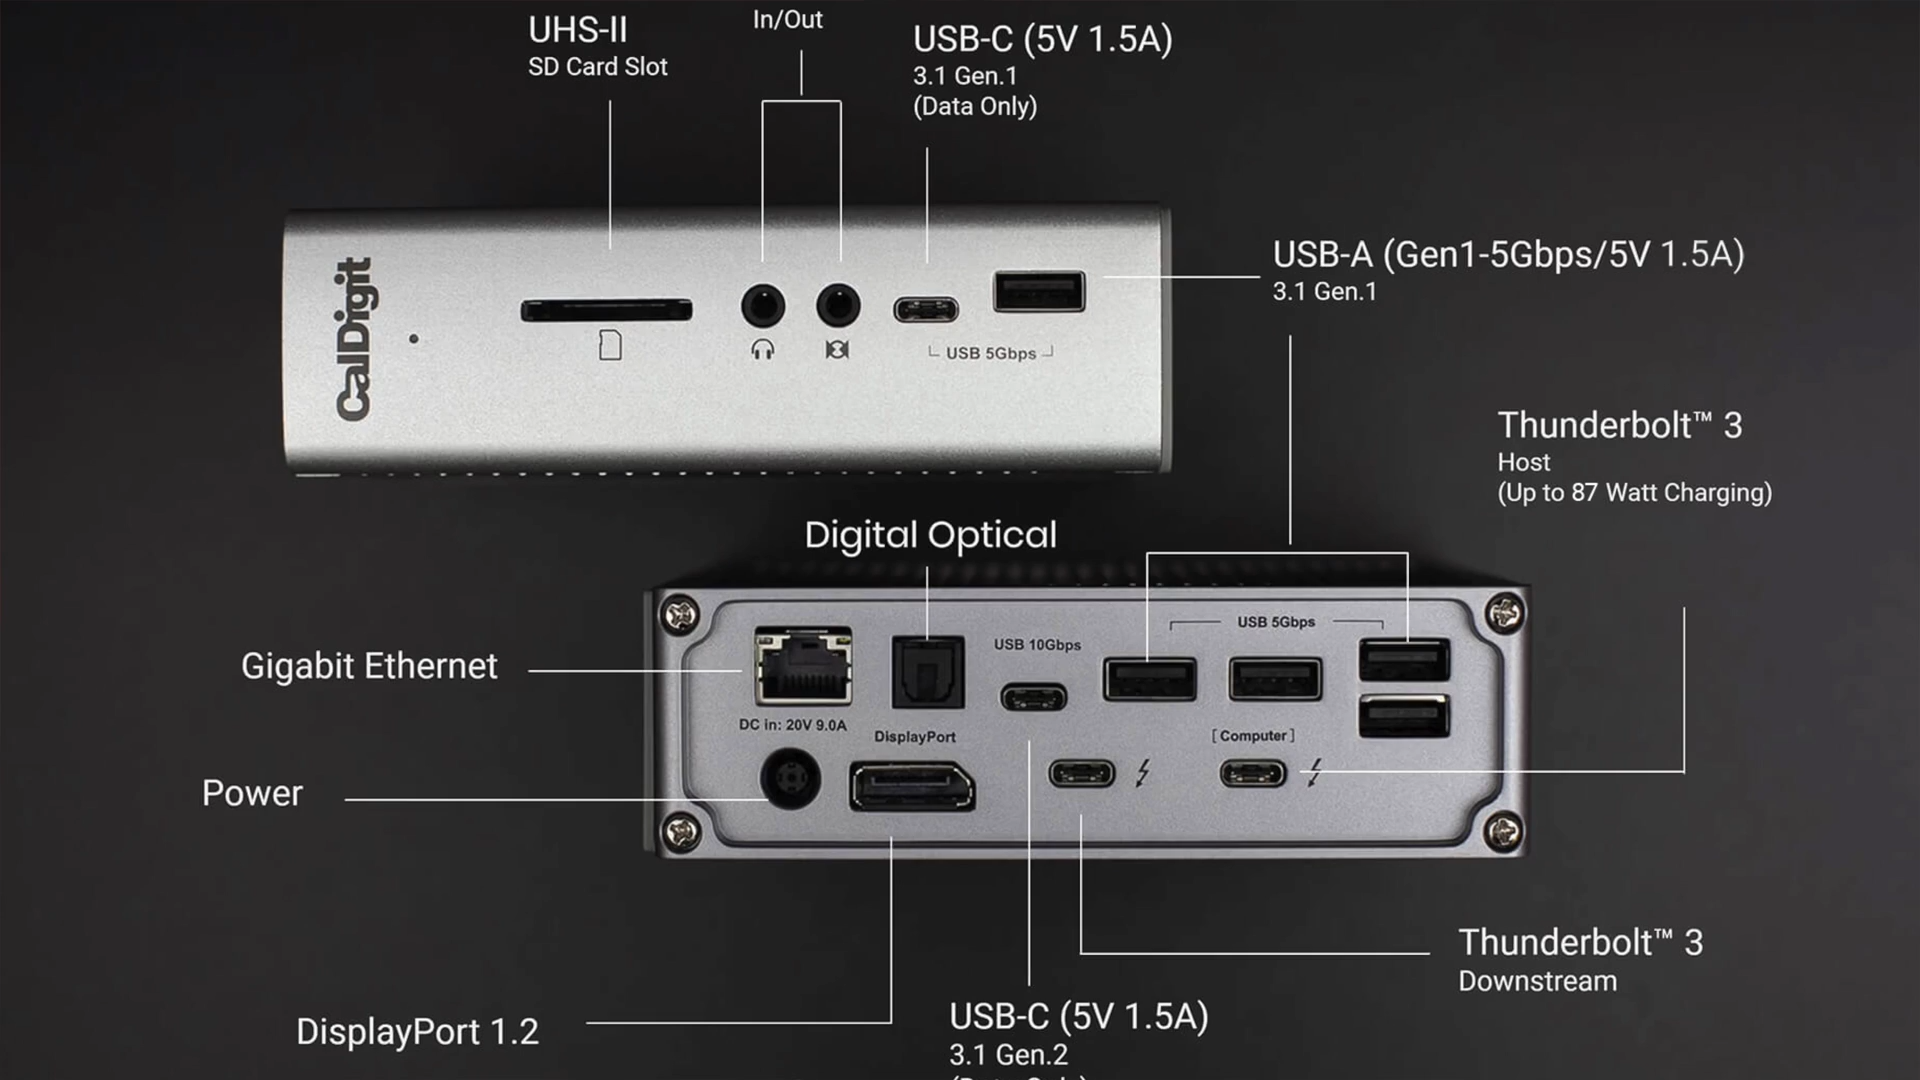 In/Out
UHS-II
SD Card Slot
USB-C (5V 1.5A)
3.1 Gen.1
(Data Only)
CalDigit
USB 5Gbps
USB-A (Gen1-5Gbps/5V 1.5A)
3.1 Gen.1
Thunderbolt™ 3
Host
(Up to 87 Watt Charging)
Digital Optical
Gigabit Ethernet
USB 10Gbps
USB 5Gbps
DC in: 20V 9.0A
DisplayPort
[Computer]
Power
Thunderbolt™ 3
Downstream
DisplayPort 1.2
USB-C (5V 1.5A)
3.1 Gen.2